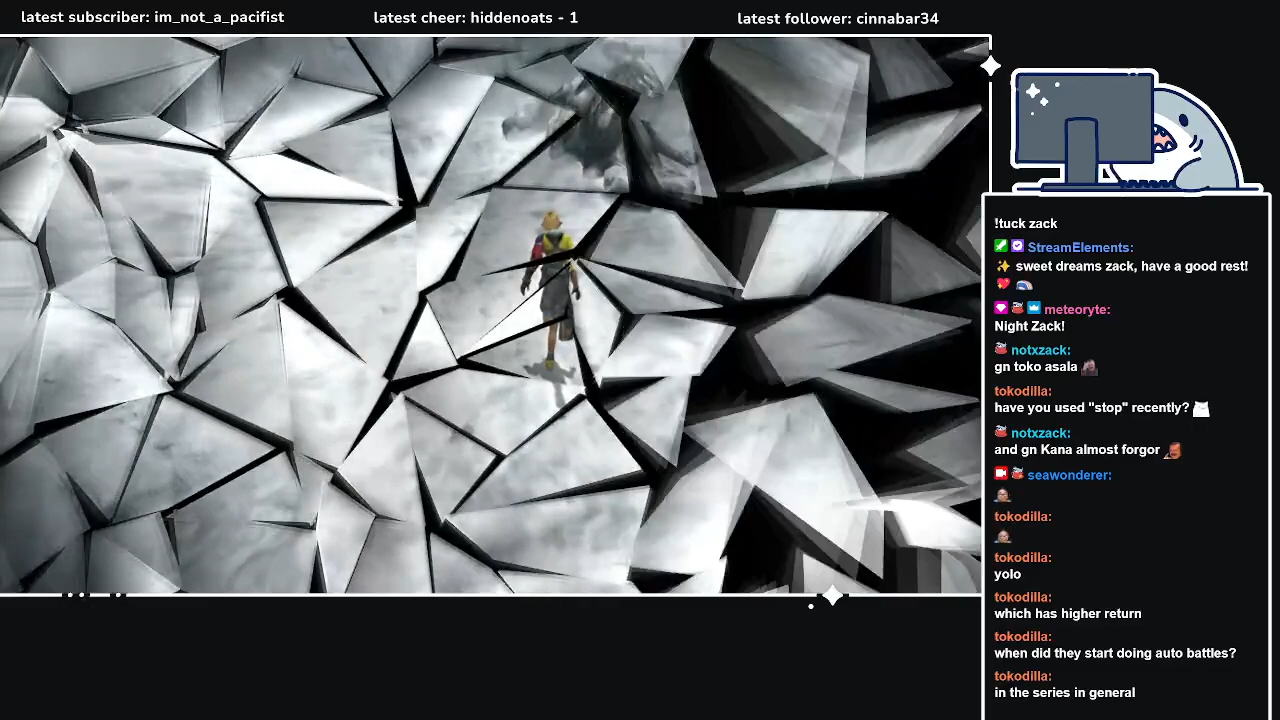 latest subscriber: im_not_a_pacifist
latest cheer: hiddenoats - 1
latest follower: cinnabar34
!tuck zack
StreamElements:
✨ sweet dreams zack, have a good rest!
💖
meteoryte:
Night Zack!
notxzack:
gn toko asala
tokodilla:
have you used "stop" recently?
notxzack:
and gn Kana almost forgor
seawonderer:
tokodilla:
tokodilla:
yolo
tokodilla:
which has higher return
tokodilla:
when did they start doing auto battles?
tokodilla:
in the series in general